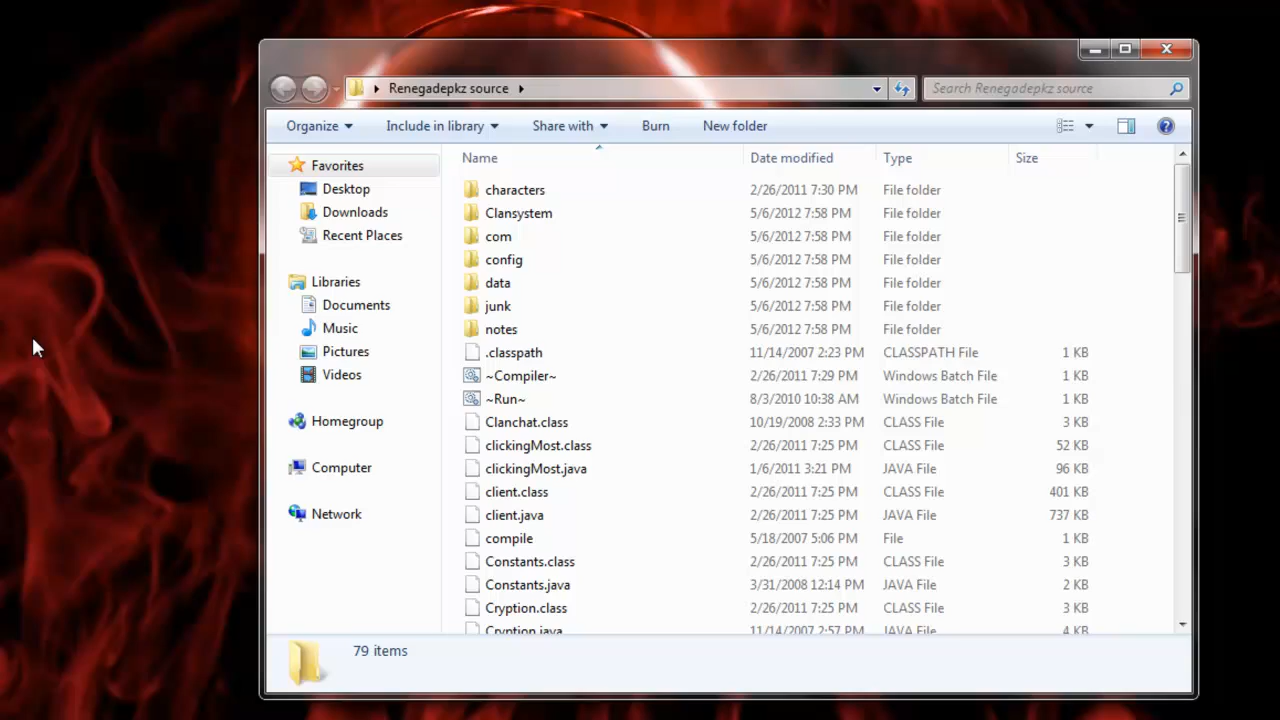 Renegadepkz source
Search Renegadepkz source
Organize Include in library Share with Burn New folder
Name Date modified Type Size
Favorites
Desktop
Downloads
Recent Places
Libraries
Documents
Music
Pictures
Videos
Homegroup
Computer
Network
characters 2/26/2011 7:30 PM File folder
Clansystem 5/6/2012 7:58 PM File folder
com 5/6/2012 7:58 PM File folder
config 5/6/2012 7:58 PM File folder
data 5/6/2012 7:58 PM File folder
junk 5/6/2012 7:58 PM File folder
notes 5/6/2012 7:58 PM File folder
.classpath 11/14/2007 2:23 PM CLASSPATH File 1 KB
~Compiler~ 2/26/2011 7:29 PM Windows Batch File 1 KB
~Run~ 8/3/2010 10:38 AM Windows Batch File 1 KB
Clanchat.class 10/19/2008 2:33 PM CLASS File 3 KB
clickingMost.class 2/26/2011 7:25 PM CLASS File 52 KB
clickingMost.java 1/6/2011 3:21 PM JAVA File 96 KB
client.class 2/26/2011 7:25 PM CLASS File 401 KB
client.java 2/26/2011 7:25 PM JAVA File 737 KB
compile 5/18/2007 5:06 PM File 1 KB
Constants.class 2/26/2011 7:25 PM CLASS File 3 KB
Constants.java 3/31/2008 12:14 PM JAVA File 2 KB
Cryption.class 2/26/2011 7:25 PM CLASS File 3 KB
Cryption.java 11/14/2007 2:57 PM JAVA File 4 KB
79 items